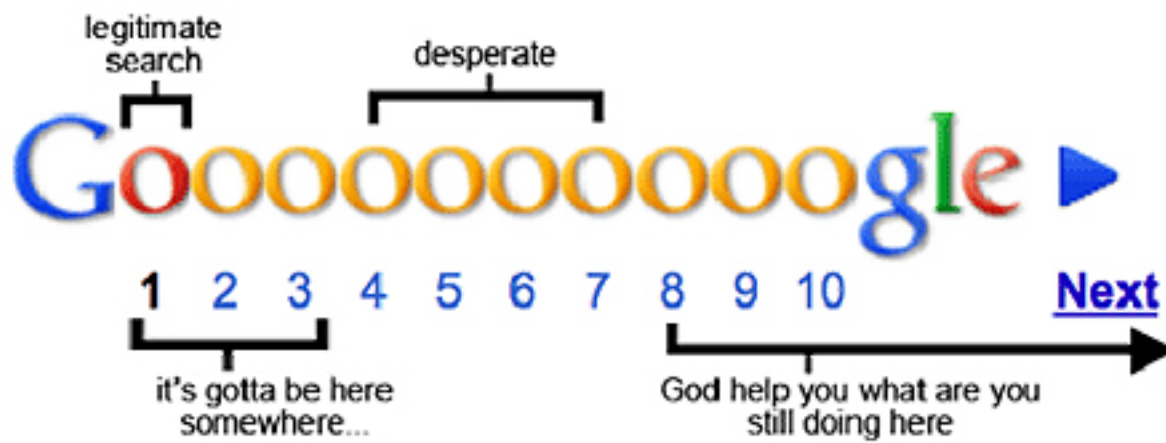 legitimate
search
desperate
Goooooooooogle
1 2 3 4 5 6 7 8 9 10 Next
it's gotta be here
somewhere...
God help you what are you
still doing here